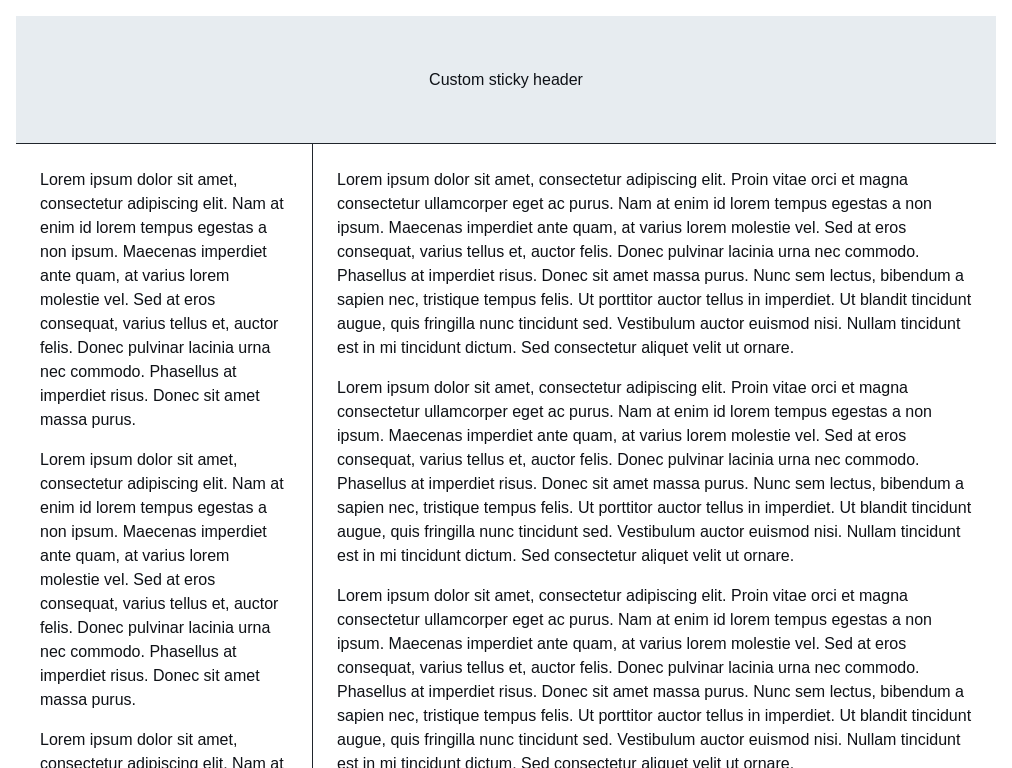 Custom sticky header
Lorem ipsum dolor sit amet,
consectetur adipiscing elit. Nam at
enim id lorem tempus egestas a
non ipsum. Maecenas imperdiet
ante quam, at varius lorem
molestie vel. Sed at eros
consequat, varius tellus et, auctor
felis. Donec pulvinar lacinia urna
nec commodo. Phasellus at
imperdiet risus. Donec sit amet
massa purus.
Lorem ipsum dolor sit amet,
consectetur adipiscing elit. Nam at
enim id lorem tempus egestas a
non ipsum. Maecenas imperdiet
ante quam, at varius lorem
molestie vel. Sed at eros
consequat, varius tellus et, auctor
felis. Donec pulvinar lacinia urna
nec commodo. Phasellus at
imperdiet risus. Donec sit amet
massa purus.
Lorem ipsum dolor sit amet,
consectetur adipiscing elit. Nam at
Lorem ipsum dolor sit amet, consectetur adipiscing elit. Proin vitae orci et magna
consectetur ullamcorper eget ac purus. Nam at enim id lorem tempus egestas a non
ipsum. Maecenas imperdiet ante quam, at varius lorem molestie vel. Sed at eros
consequat, varius tellus et, auctor felis. Donec pulvinar lacinia urna nec commodo.
Phasellus at imperdiet risus. Donec sit amet massa purus. Nunc sem lectus, bibendum a
sapien nec, tristique tempus felis. Ut porttitor auctor tellus in imperdiet. Ut blandit tincidunt
augue, quis fringilla nunc tincidunt sed. Vestibulum auctor euismod nisi. Nullam tincidunt
est in mi tincidunt dictum. Sed consectetur aliquet velit ut ornare.
Lorem ipsum dolor sit amet, consectetur adipiscing elit. Proin vitae orci et magna
consectetur ullamcorper eget ac purus. Nam at enim id lorem tempus egestas a non
ipsum. Maecenas imperdiet ante quam, at varius lorem molestie vel. Sed at eros
consequat, varius tellus et, auctor felis. Donec pulvinar lacinia urna nec commodo.
Phasellus at imperdiet risus. Donec sit amet massa purus. Nunc sem lectus, bibendum a
sapien nec, tristique tempus felis. Ut porttitor auctor tellus in imperdiet. Ut blandit tincidunt
augue, quis fringilla nunc tincidunt sed. Vestibulum auctor euismod nisi. Nullam tincidunt
est in mi tincidunt dictum. Sed consectetur aliquet velit ut ornare.
Lorem ipsum dolor sit amet, consectetur adipiscing elit. Proin vitae orci et magna
consectetur ullamcorper eget ac purus. Nam at enim id lorem tempus egestas a non
ipsum. Maecenas imperdiet ante quam, at varius lorem molestie vel. Sed at eros
consequat, varius tellus et, auctor felis. Donec pulvinar lacinia urna nec commodo.
Phasellus at imperdiet risus. Donec sit amet massa purus. Nunc sem lectus, bibendum a
sapien nec, tristique tempus felis. Ut porttitor auctor tellus in imperdiet. Ut blandit tincidunt
augue, quis fringilla nunc tincidunt sed. Vestibulum auctor euismod nisi. Nullam tincidunt
est in mi tincidunt dictum. Sed consectetur aliquet velit ut ornare.